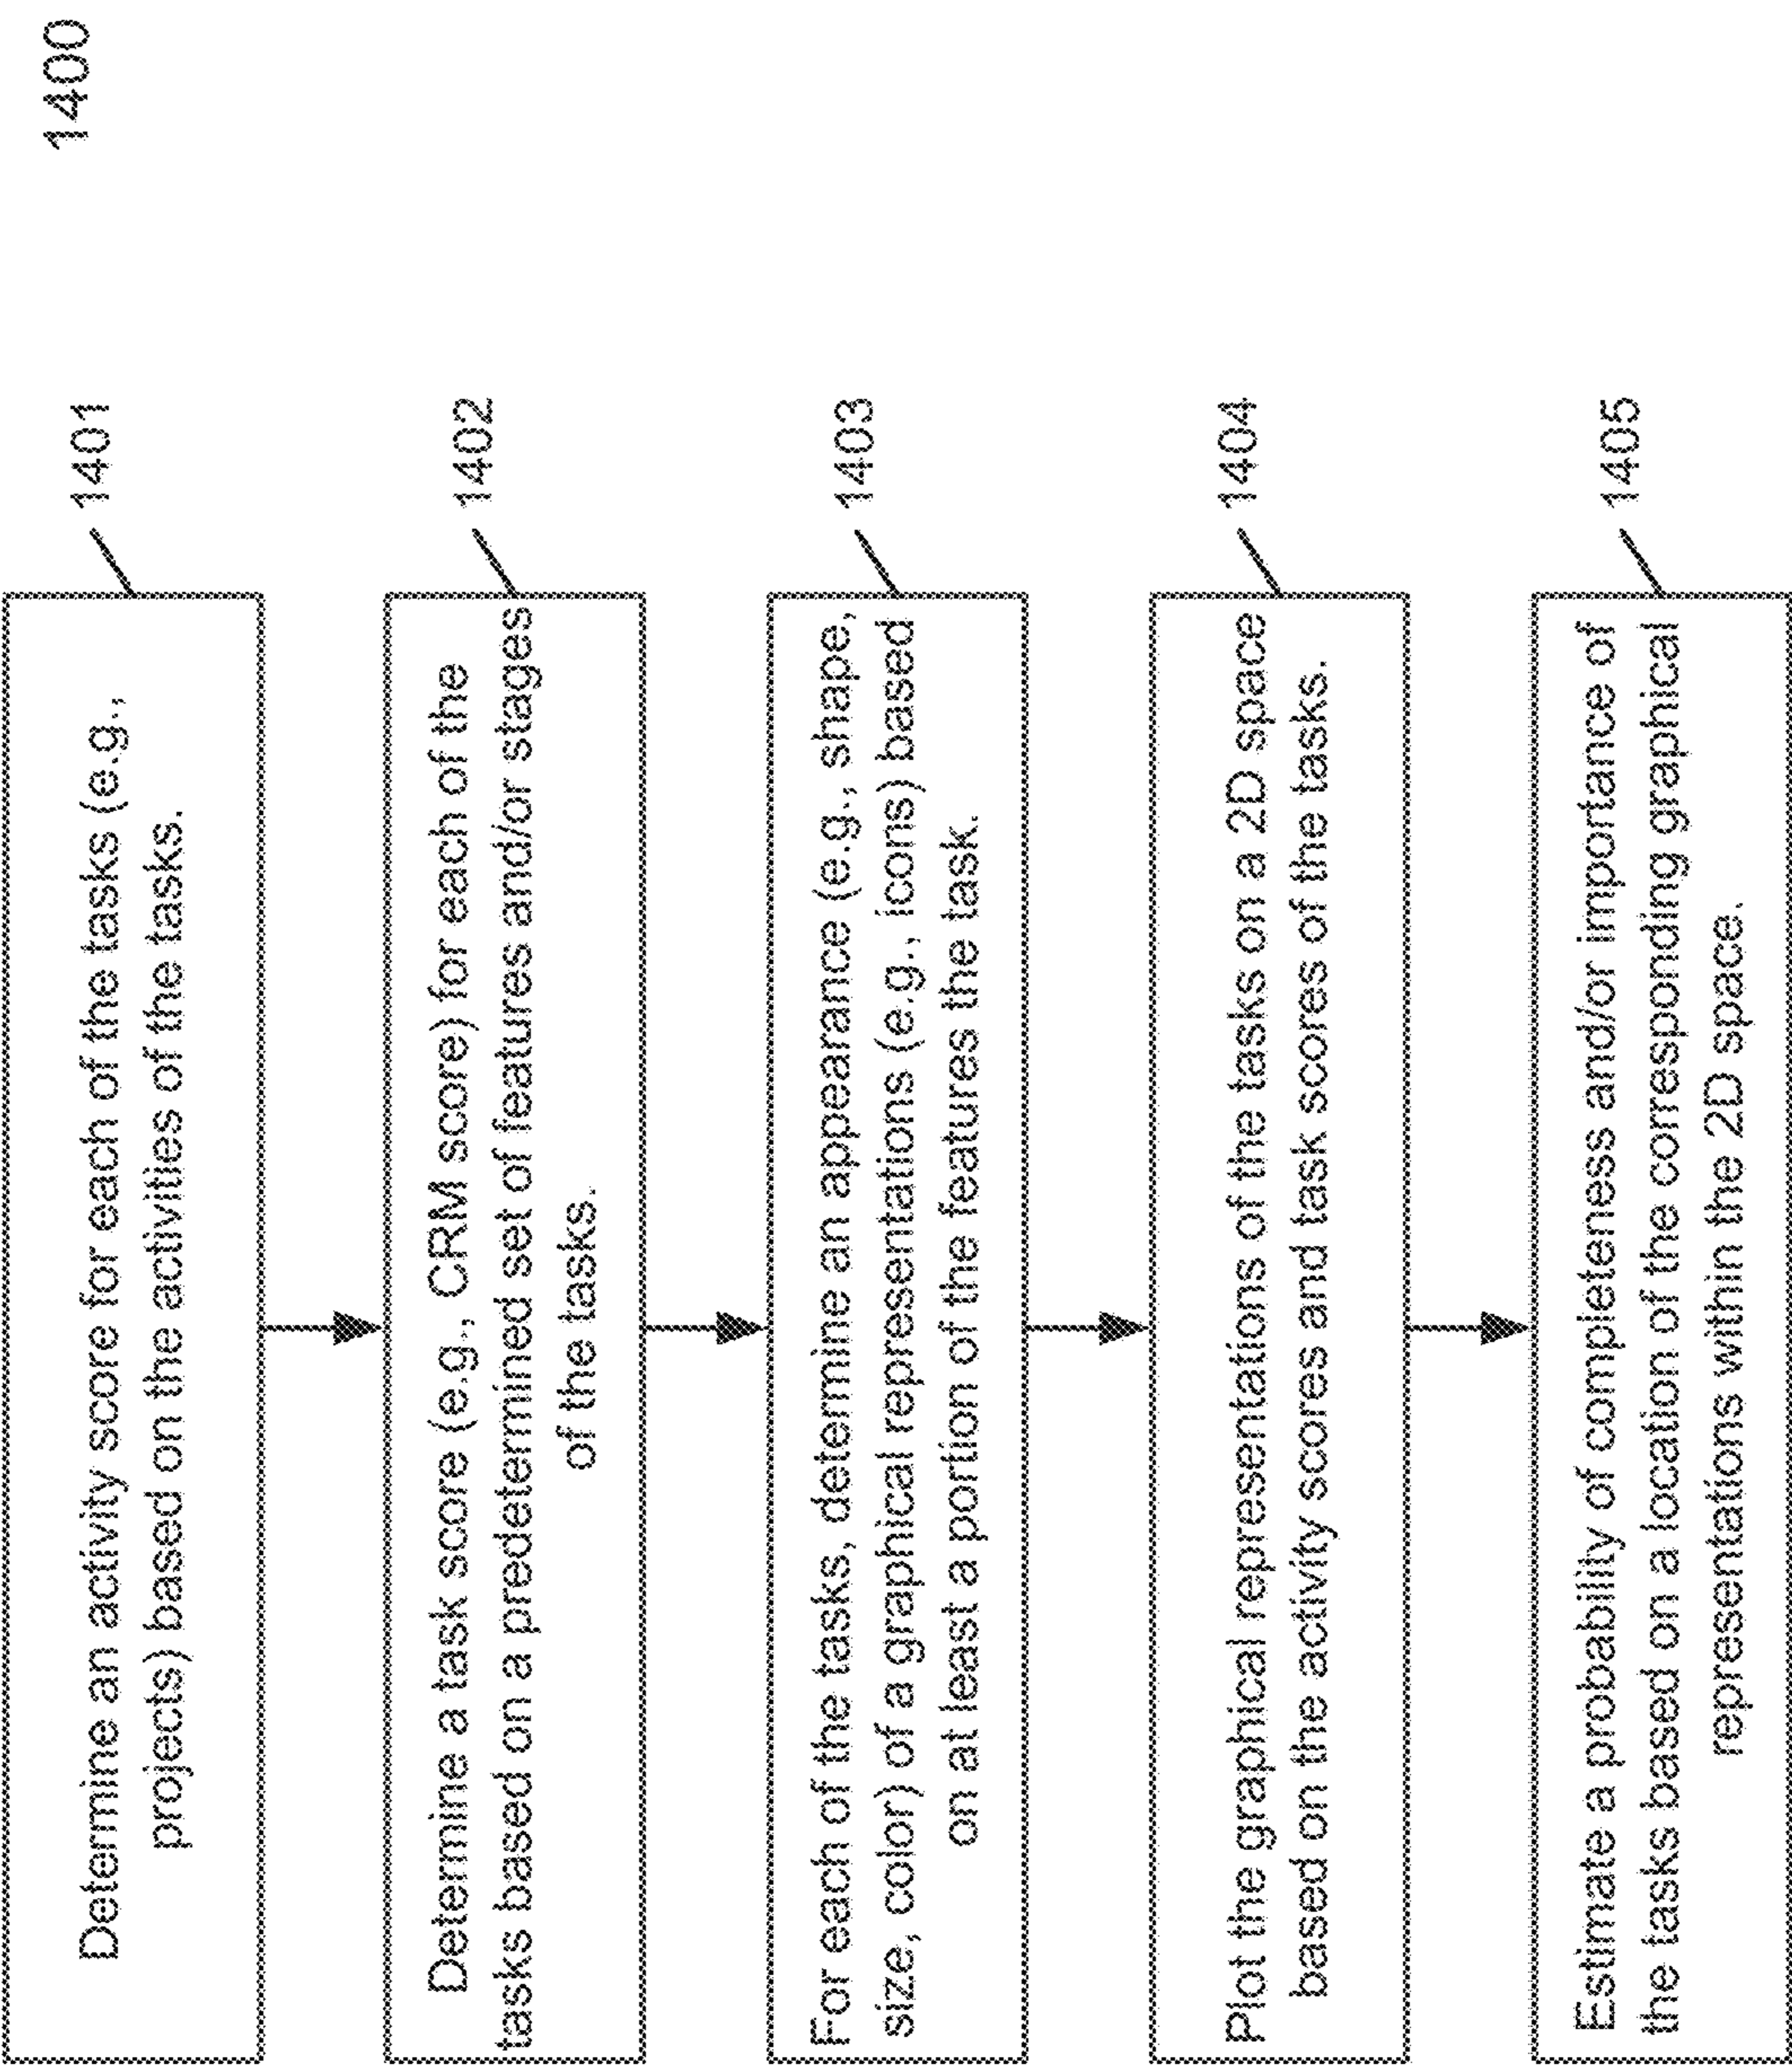 1400
Determine an activity score for each of the tasks (e.g.,
projects) based on the activities of the tasks.
1401
Determine a task score (e.g., CRM score) for each of the
tasks based on a predetermined set of features and/or stages
of the tasks.
1402
For each of the tasks, determine an appearance (e.g., shape,
size, color) of a graphical representations (e.g., icons) based
on at least a portion of the features the task.
1403
Plot the graphical representations of the tasks on a 2D space
based on the activity scores and task scores of the tasks.
1404
Estimate a probability of completeness and/or importance of
the tasks based on a location of the corresponding graphical
representations within the 2D space.
1405